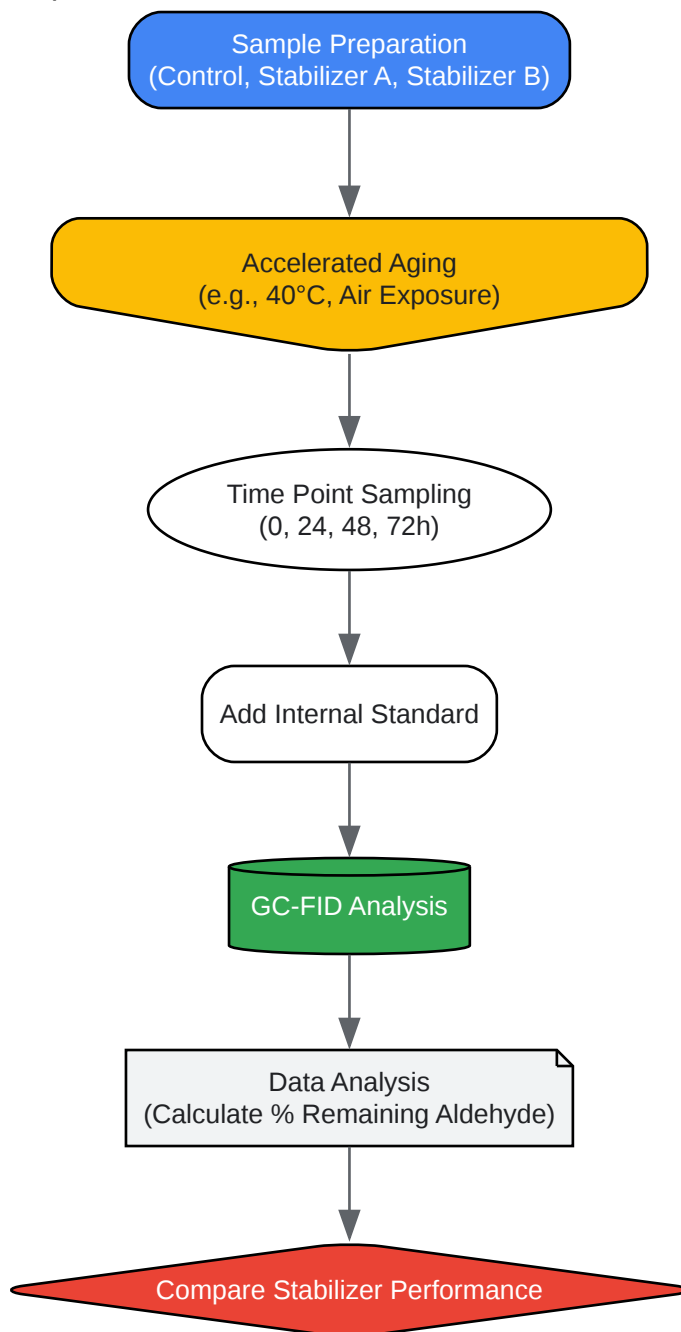 Sample Preparation
(Control, Stabilizer A, Stabilizer B)
Accelerated Aging
(e.g., 40°C, Air Exposure)
Time Point Sampling
(0, 24, 48, 72h)
Add Internal Standard
GC-FID Analysis
Data Analysis
(Calculate % Remaining Aldehyde)
Compare Stabilizer Performance